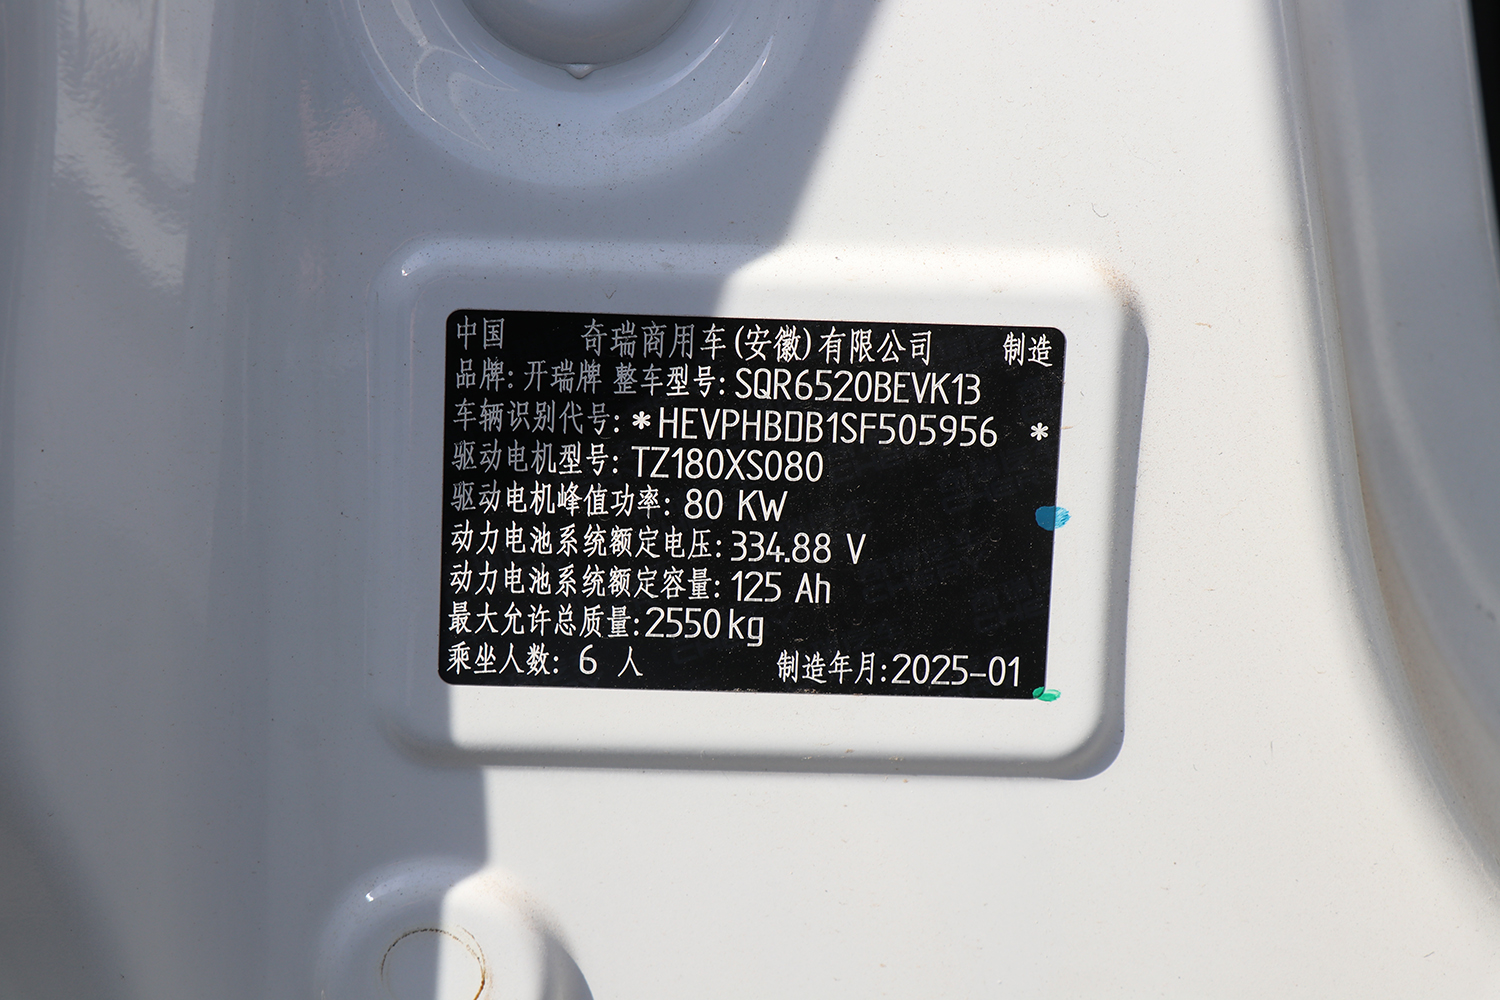 中国 奇瑞商用车(安徽)有限公司 制造
品牌: 开瑞牌 整车型号: SQR6520BEVK13
车辆识别代号: *HEVPHBDB1SF505956 *
驱动电机型号: TZ180XS080
驱动电机峰值功率: 80 KW
动力电池系统额定电压: 334.88 V
动力电池系统额定容量: 125 Ah
最大允许总质量: 2550 kg
乘坐人数: 6 人 制造年月: 2025-01